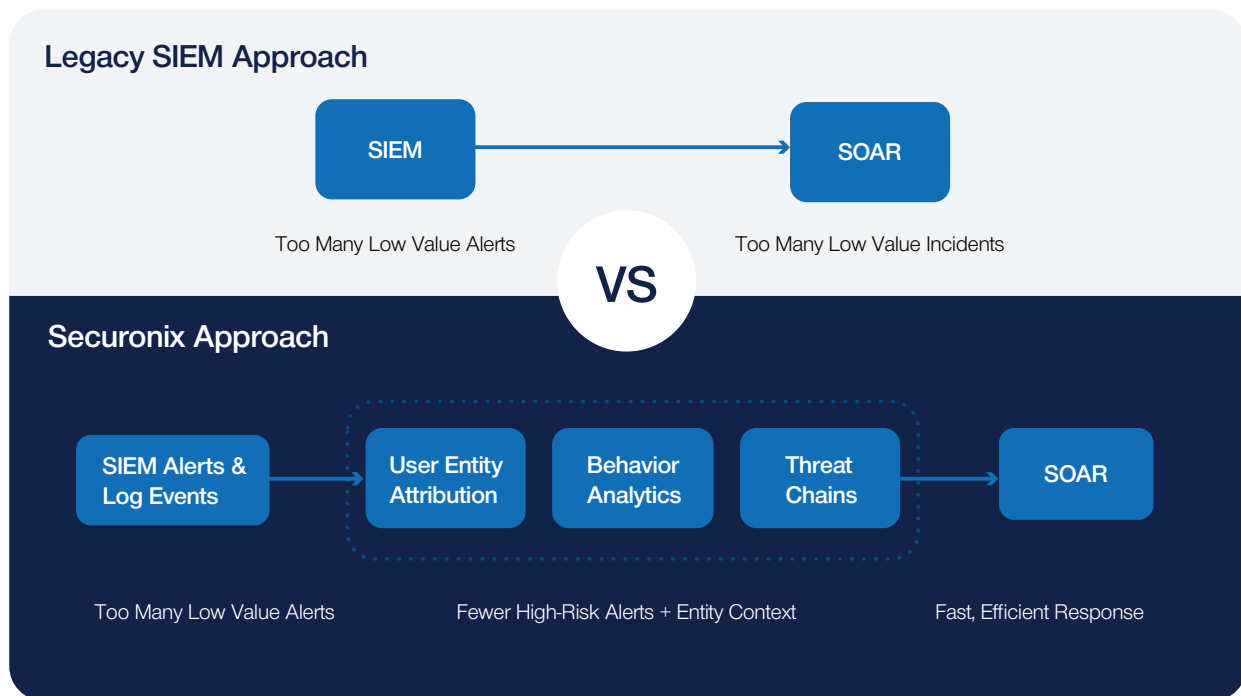 Legacy SIEM Approach
SIEM
SOAR
Too Many Low Value Alerts
Too Many Low Value Incidents
VS
Securonix Approach
SIEM Alerts &
Log Events
User Entity
Attribution
Behavior
Analytics
Threat
Chains
SOAR
Too Many Low Value Alerts
Fewer High-Risk Alerts + Entity Context
Fast, Efficient Response